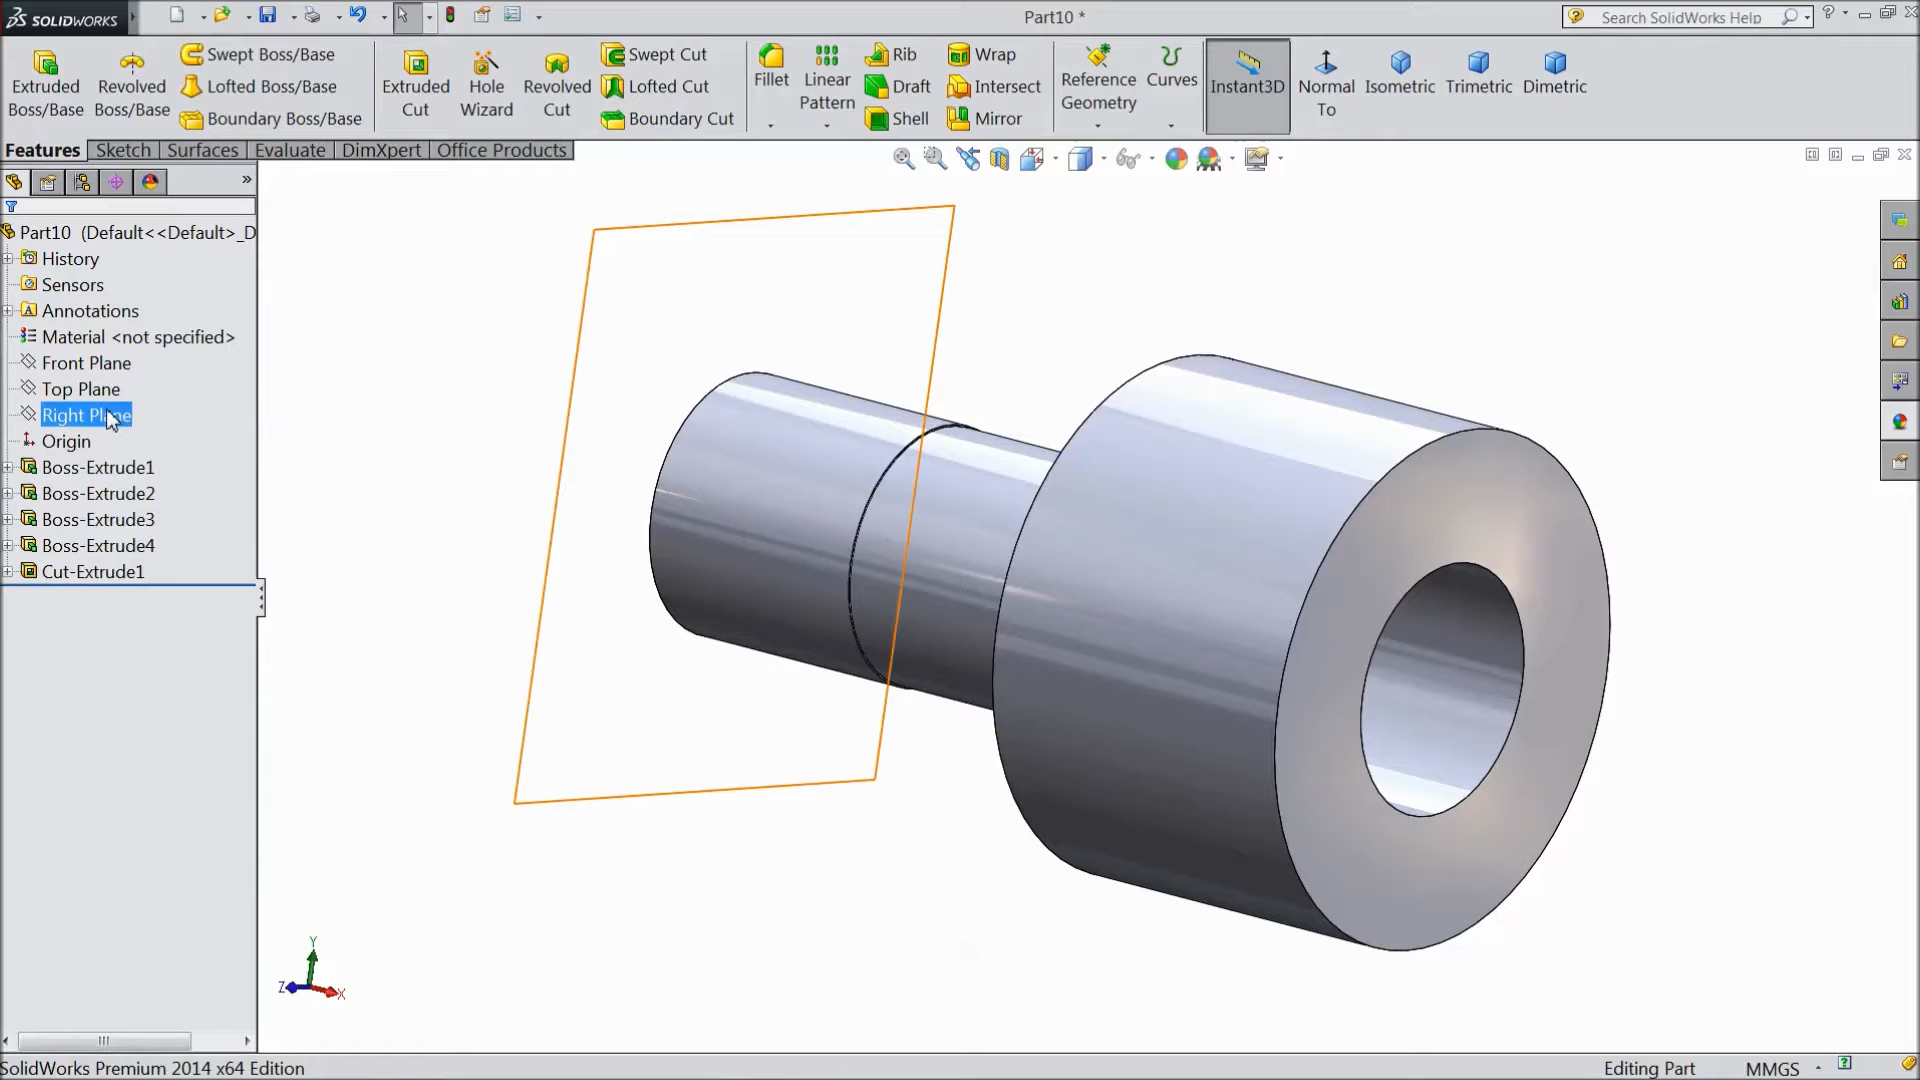 SOLIDWORKS
Part10 *
Search SolidWorks Help
Extruded Boss/Base
Revolved Boss/Base
Swept Boss/Base
Lofted Boss/Base
Boundary Boss/Base
Extruded Cut
Hole Wizard
Revolved Cut
Swept Cut
Lofted Cut
Boundary Cut
Fillet
Linear Pattern
Rib
Draft
Shell
Wrap
Intersect
Mirror
Reference Geometry
Curves
Instant3D
Normal To
Isometric
Trimetric
Dimetric
Features
Sketch
Surfaces
Evaluate
DimXpert
Office Products
Part10 (Default<<Default>_D
History
Sensors
Annotations
Material <not specified>
Front Plane
Top Plane
Right Plane
Origin
Boss-Extrude1
Boss-Extrude2
Boss-Extrude3
Boss-Extrude4
Cut-Extrude1
Y
Z
X
SolidWorks Premium 2014 x64 Edition
Editing Part
MMGS